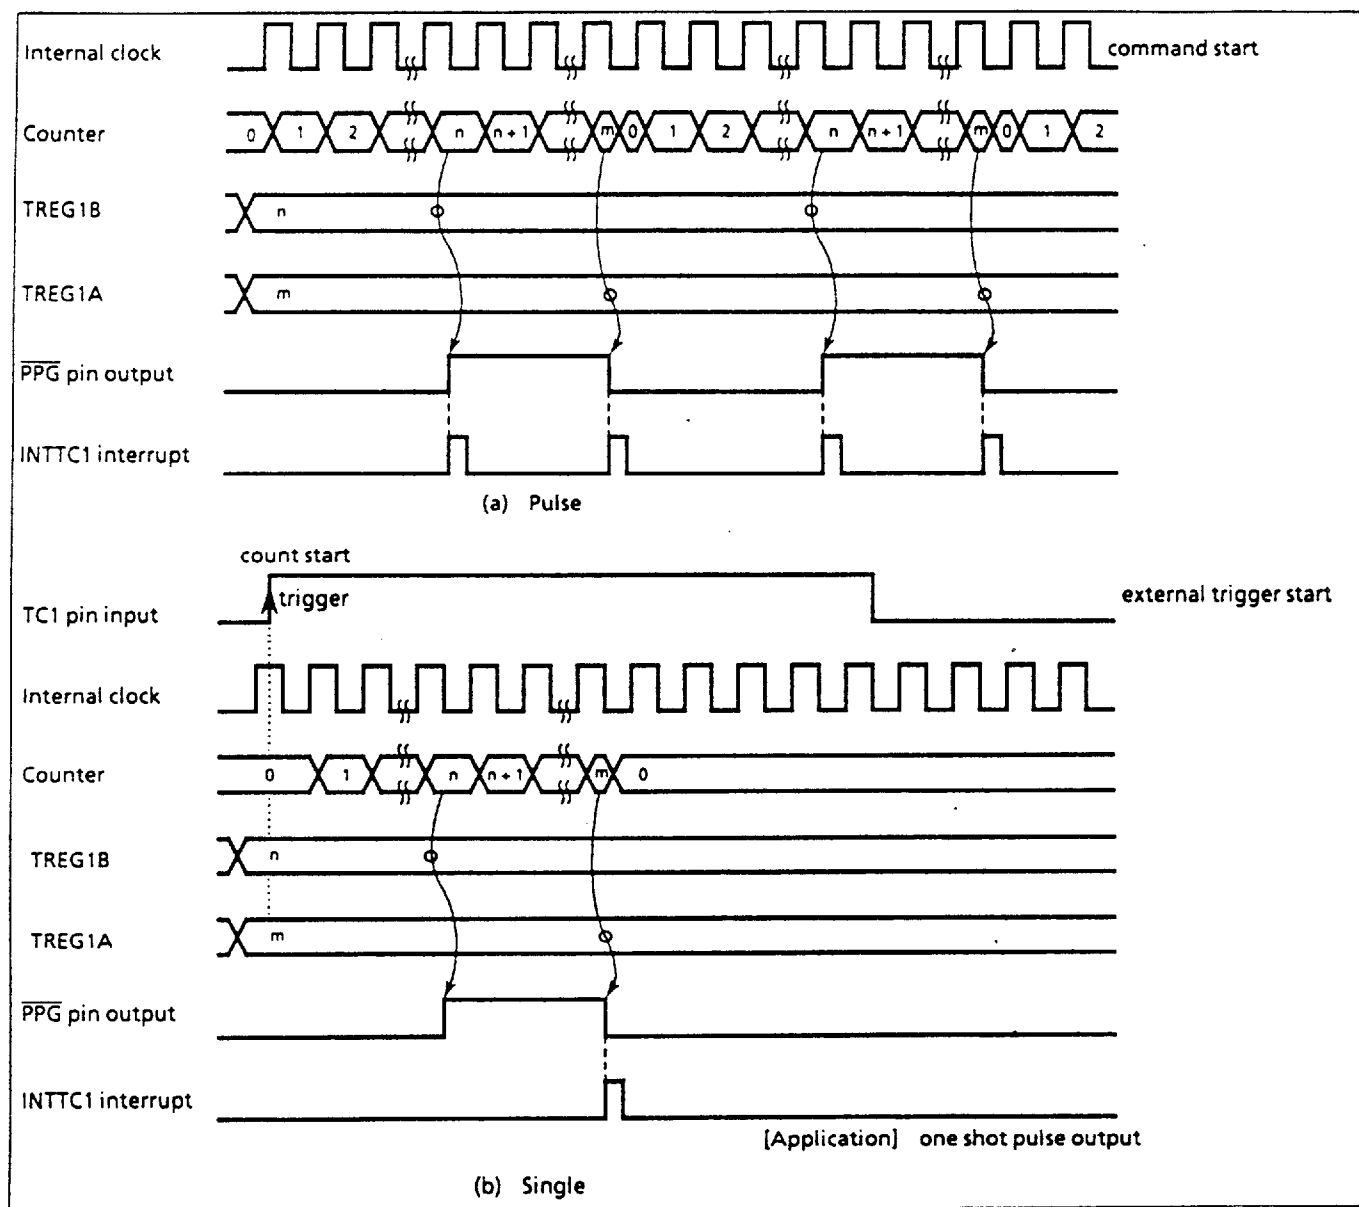 Internal clock
command start
Counter 0 1 2 n n + 1 m 0 1 2 n n + 1 m 0 1 2
TREG1B n
TREG1A m
PPG pin output
INTTC1 interrupt
(a) Pulse
count start
trigger
TC1 pin input
external trigger start
Internal clock
Counter 0 1 n n + 1 m 0
TREG1B n
TREG1A m
PPG pin output
INTTC1 interrupt
[Application] one shot pulse output
(b) Single